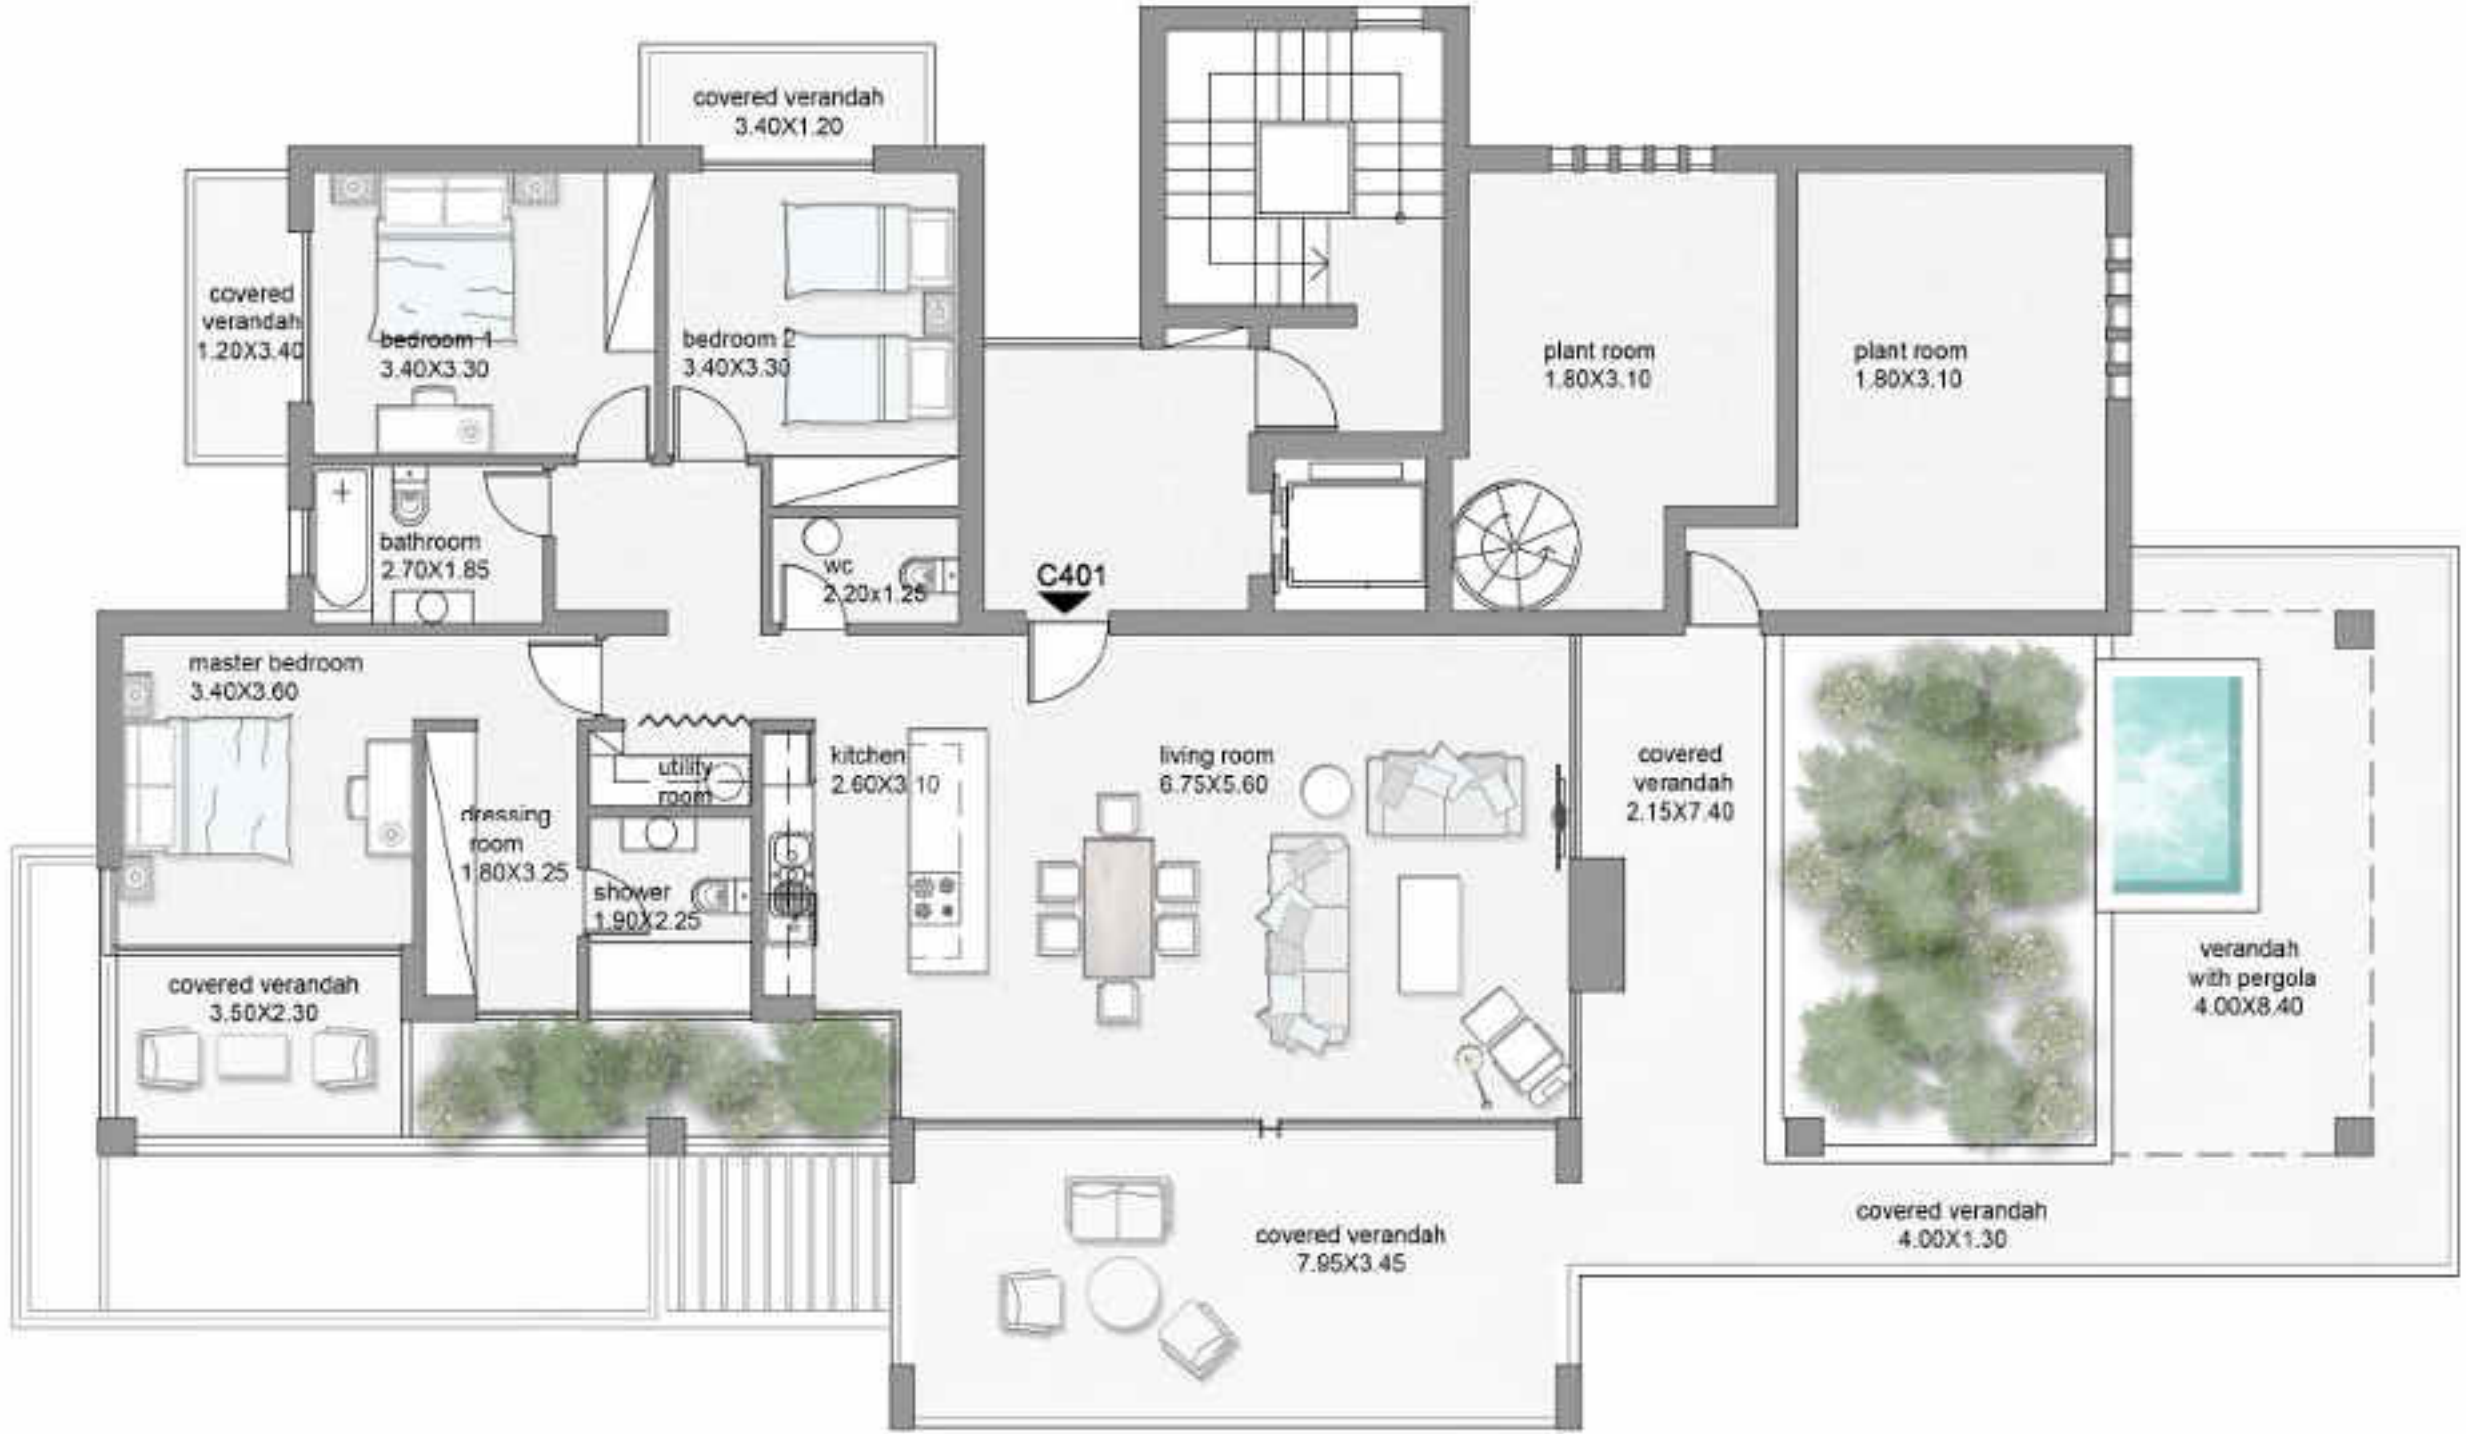 covered verandah
3.40X1.20
covered
verandah
1.20X3.40
bedroom 1
3.40X3.30
bedroom 2
3.40X3.30
plant room
1.80X3.10
plant room
1.80X3.10
bathroom
2.70X1.85
wc
2.20x1.25
C401
master bedroom
3.40X3.60
utility
room
kitchen
2.60X3.10
living room
6.75X5.60
covered
verandah
2.15X7.40
dressing
room
1.80X3.25
shower
1.90X2.25
covered verandah
3.50X2.30
verandah
with pergola
4.00X8.40
covered verandah
7.95X3.45
covered verandah
4.00X1.30